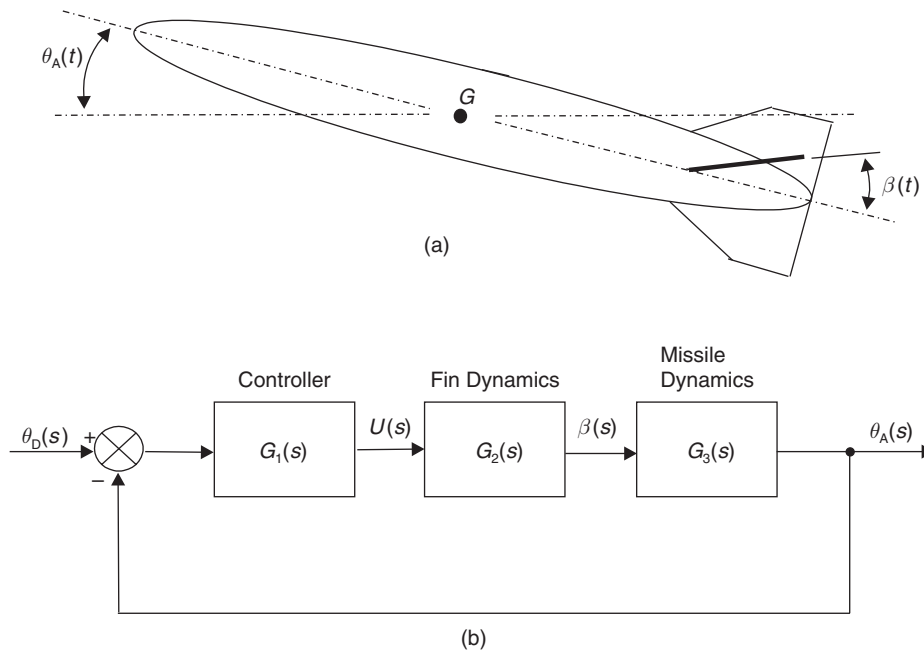 θA(t)
G
β(t)
(a)
Missile
Controller Fin Dynamics Dynamics
θD(s) + U(s) β(s) θA(s)
G1(s) G2(s) G3(s)
−
(b)